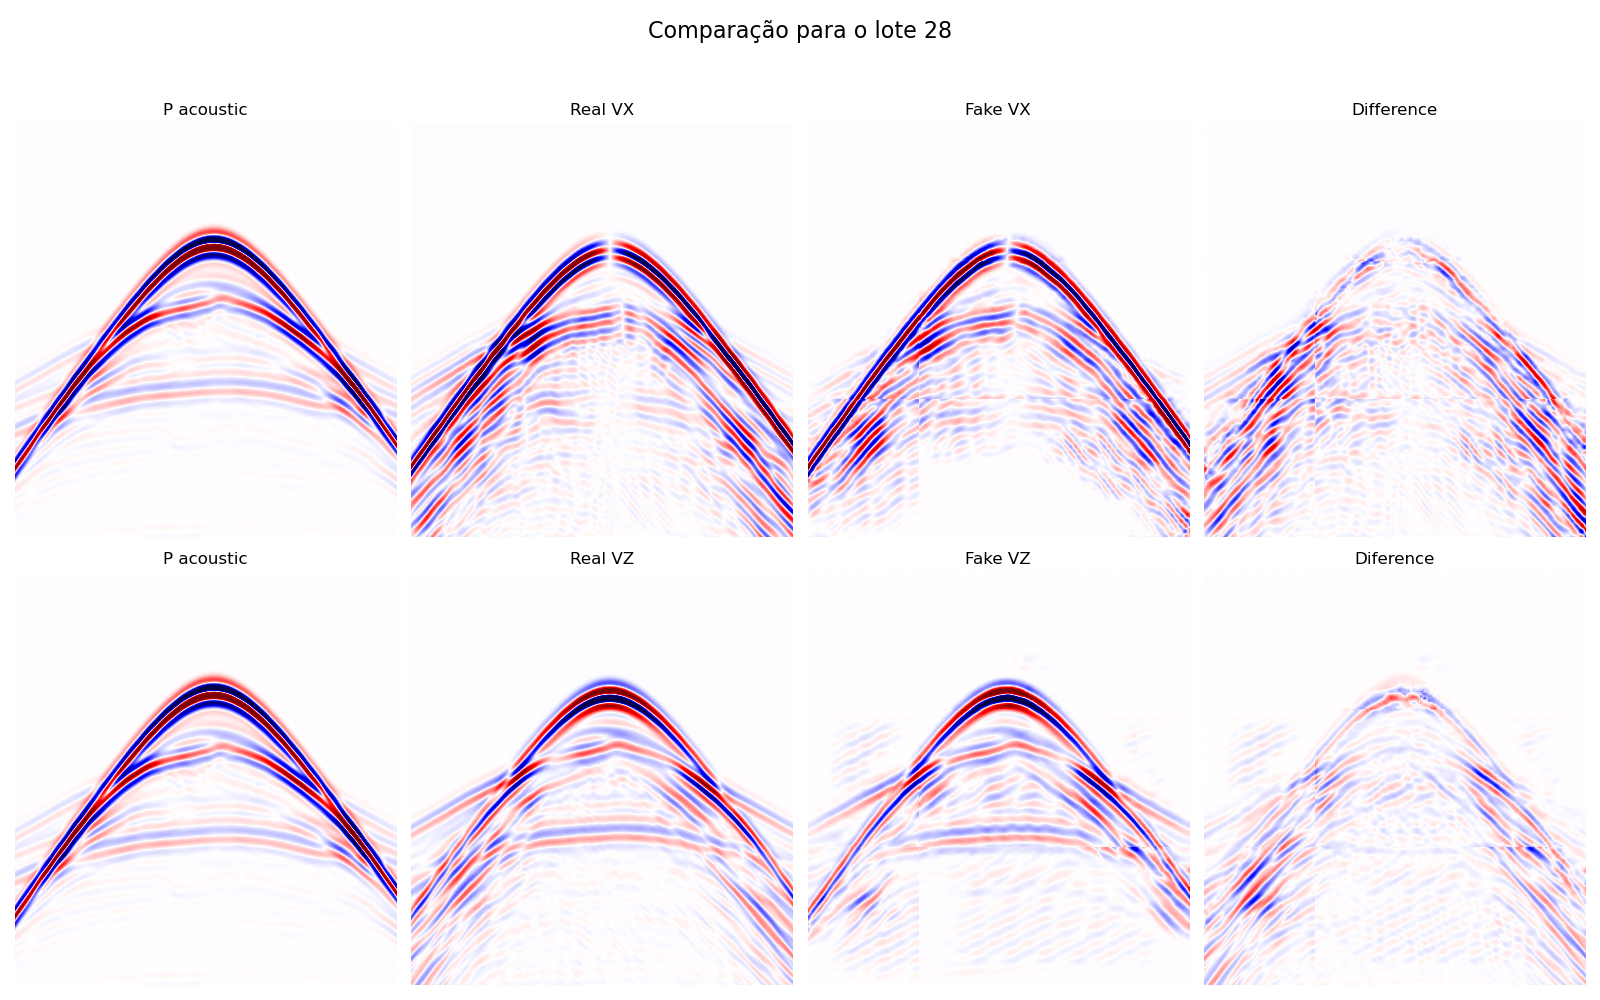 Comparação para o lote 28
P acoustic
Real VX
Fake VX
Difference
P acoustic
Real VZ
Fake VZ
Diference